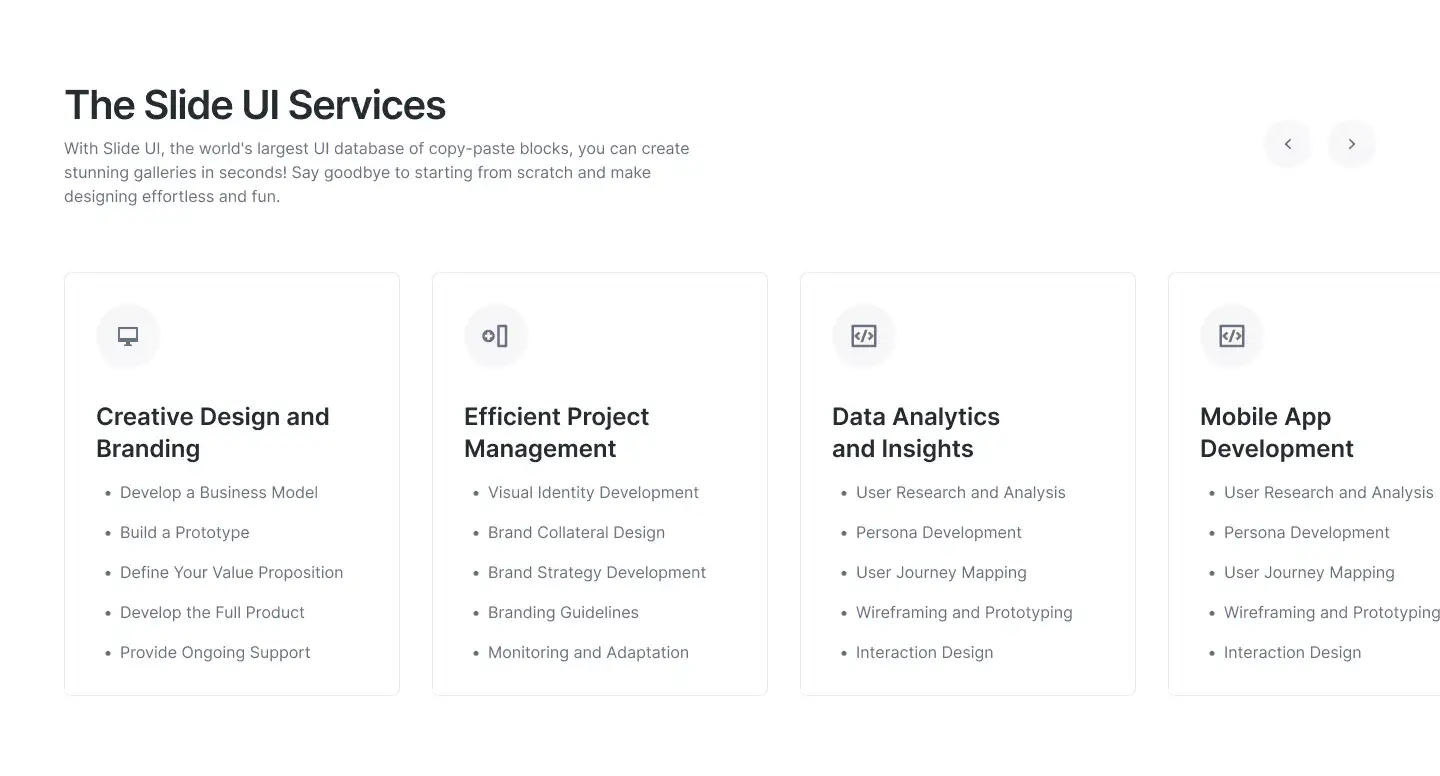 The Slide UI Services
With Slide UI, the world's largest UI database of copy-paste blocks, you can create
stunning galleries in seconds! Say goodbye to starting from scratch and make
designing effortless and fun.
Creative Design and
Branding
• Develop a Business Model
• Build a Prototype
• Define Your Value Proposition
• Develop the Full Product
• Provide Ongoing Support
Efficient Project
Management
• Visual Identity Development
• Brand Collateral Design
• Brand Strategy Development
• Branding Guidelines
• Monitoring and Adaptation
Data Analytics
and Insights
• User Research and Analysis
• Persona Development
• User Journey Mapping
• Wireframing and Prototyping
• Interaction Design
Mobile App
Development
• User Research and Analysis
• Persona Development
• User Journey Mapping
• Wireframing and Prototyping
• Interaction Design